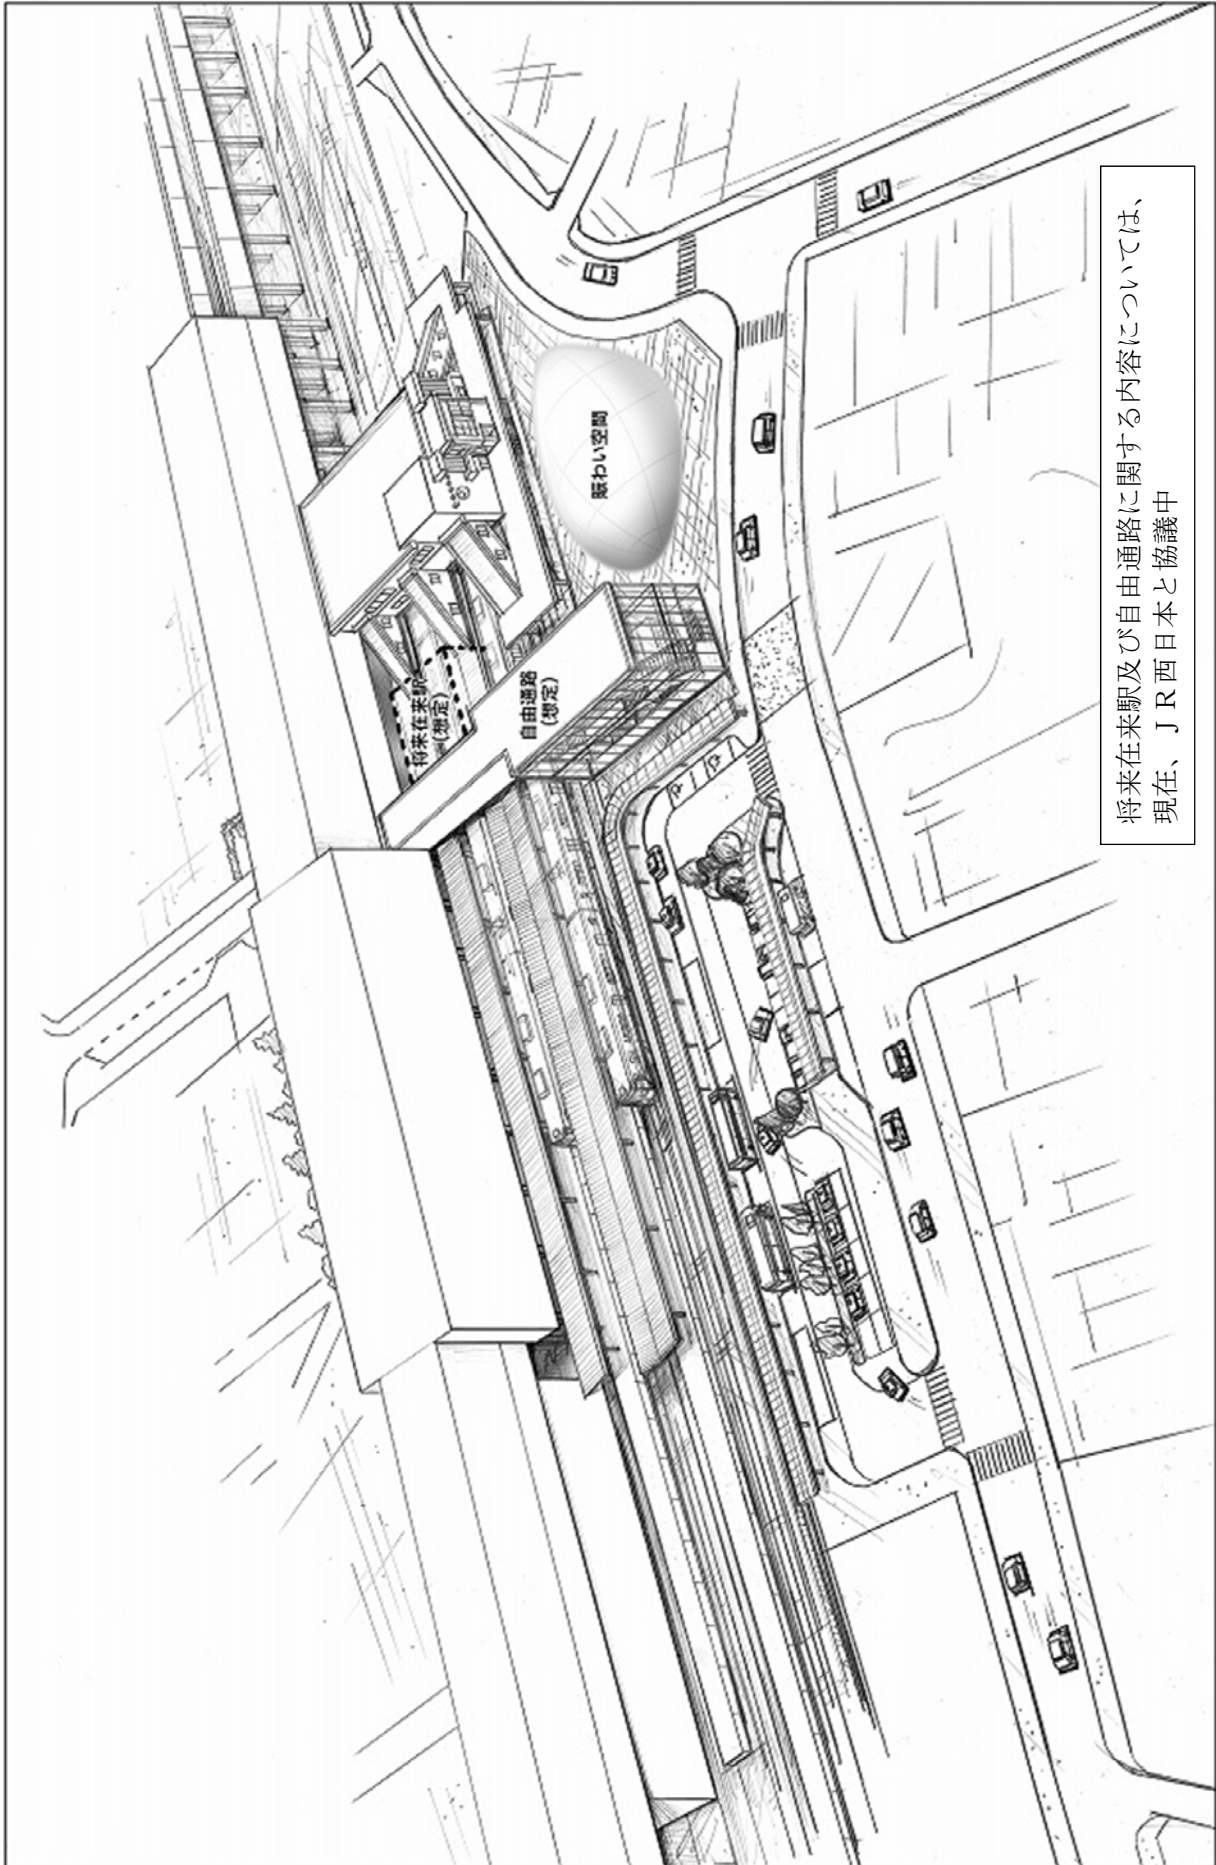 将来在来駅
(想定)
自由通路
(想定)
賑わい空間
将来在来駅及び自由通路に関する内容については、
現在、ＪＲ西日本と協議中